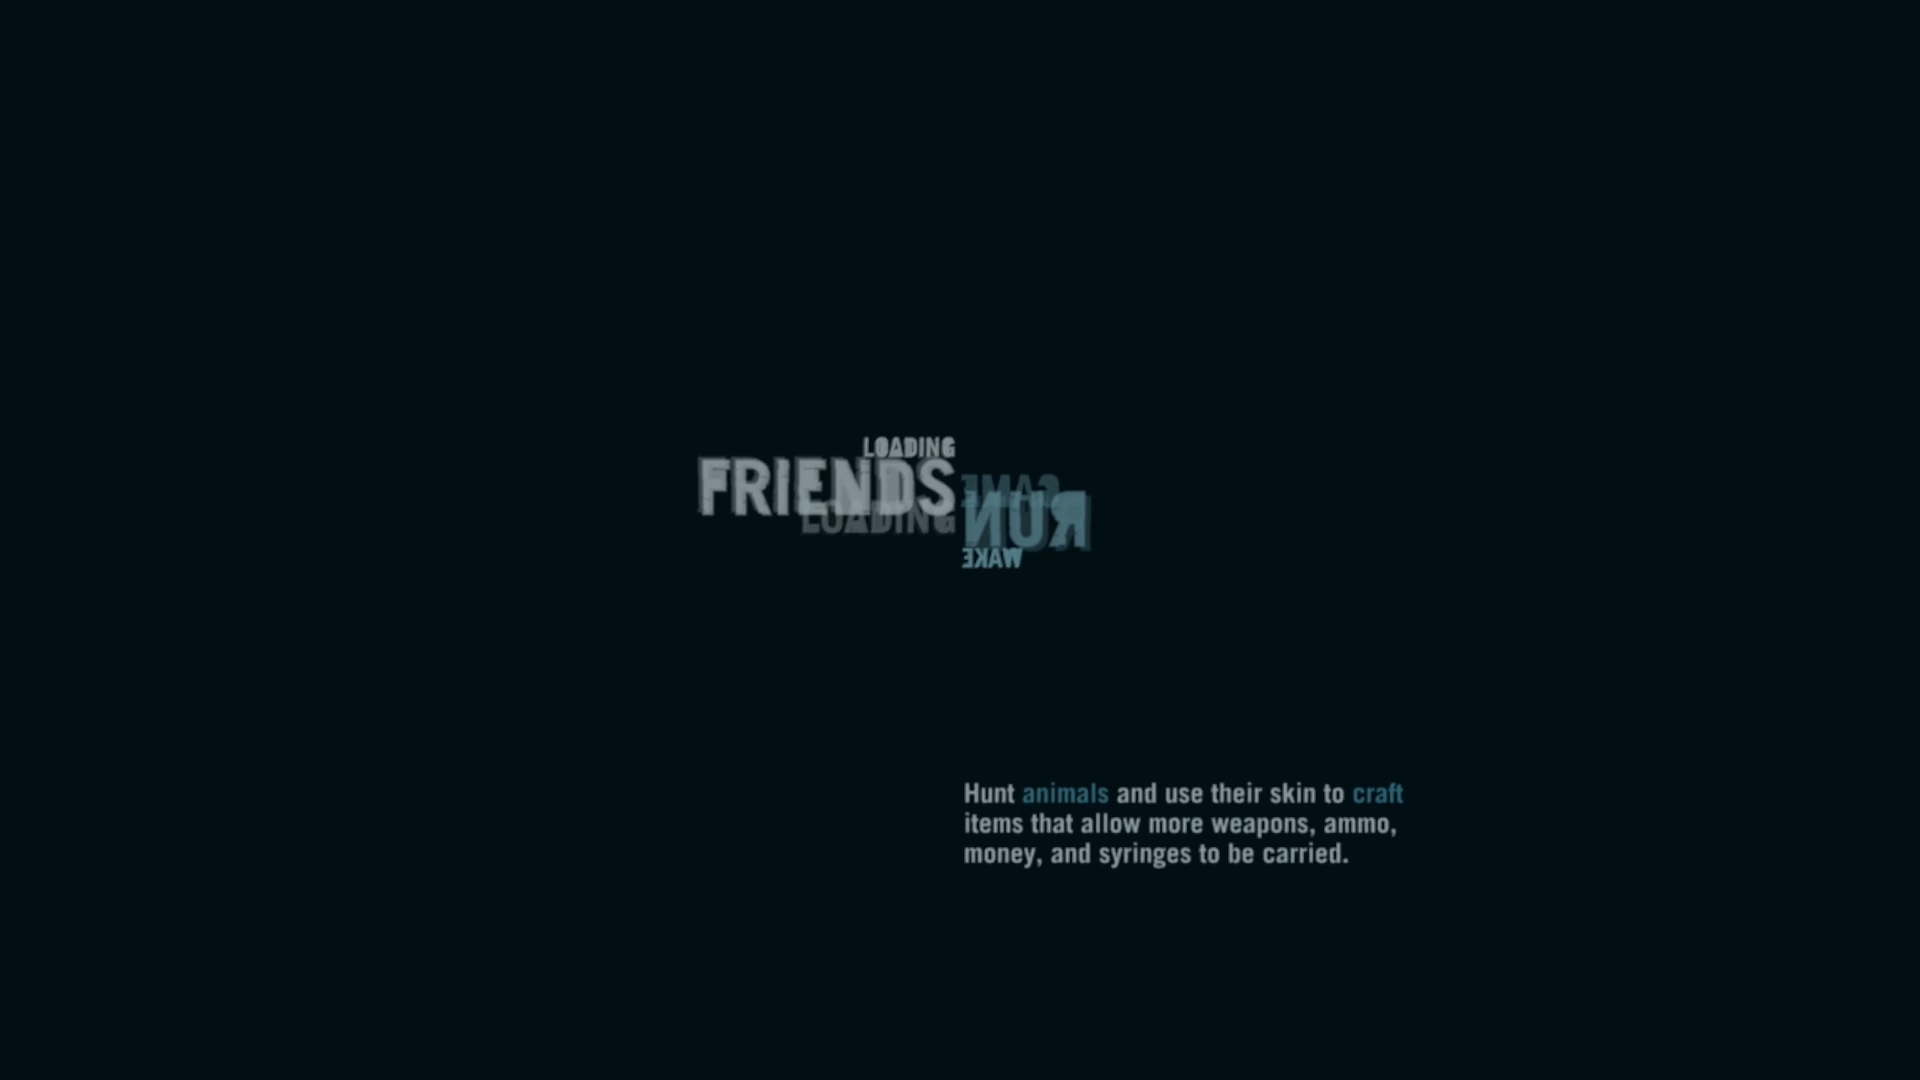 LOADING
FRIENDS
LOADING
GAME
RUN
WAKE
Hunt animals and use their skin to craft
items that allow more weapons, ammo,
money, and syringes to be carried.